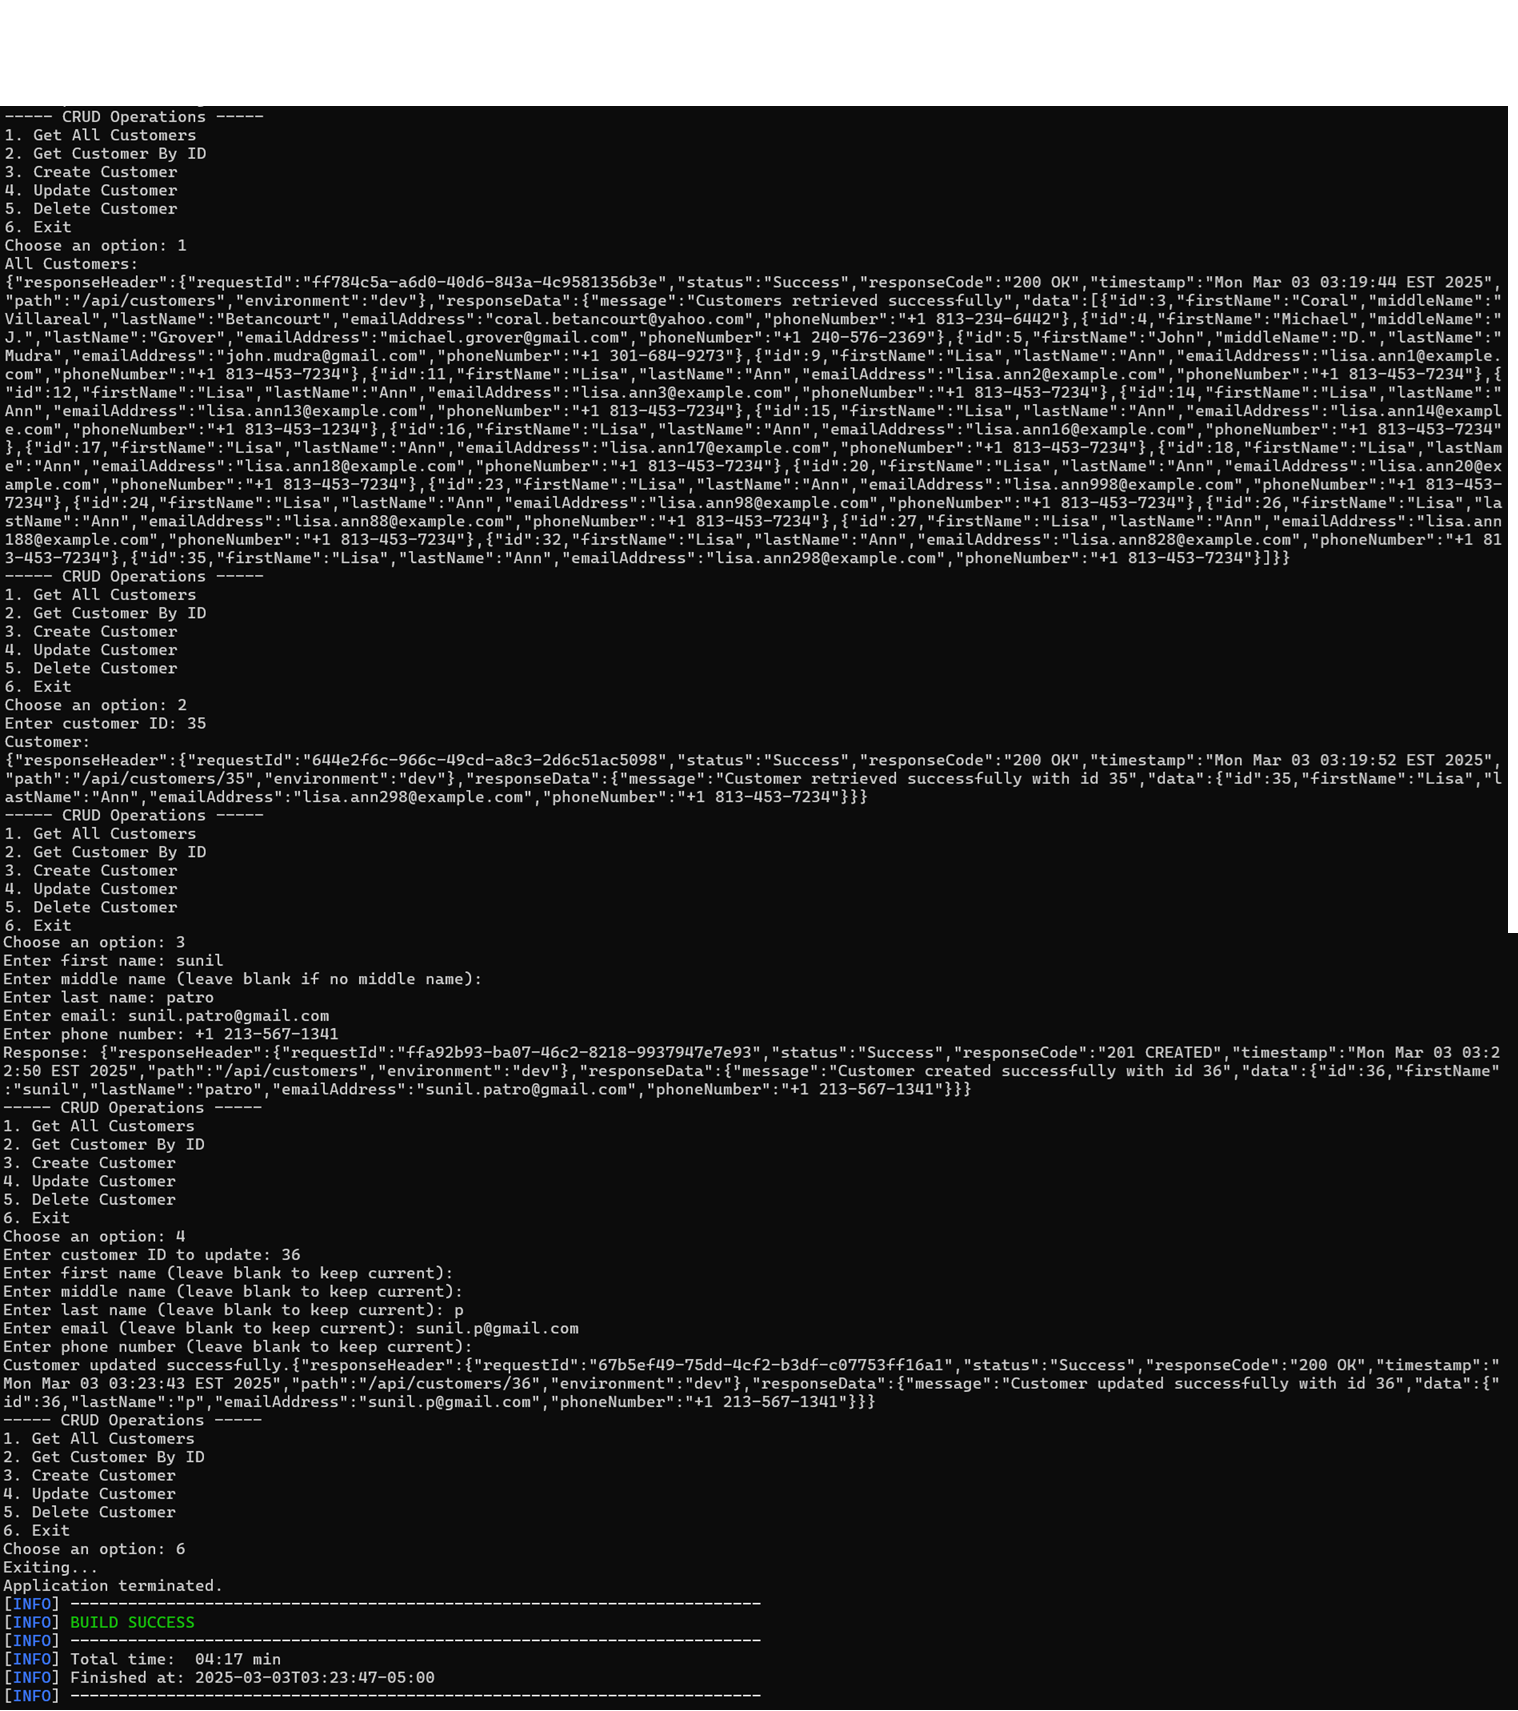 ----- CRUD Operations -----
1. Get All Customers
2. Get Customer By ID
3. Create Customer
4. Update Customer
5. Delete Customer
6. Exit
Choose an option: 1
All Customers:
{"responseHeader":{"requestId":"ff784c5a-a6d0-40d6-843a-4c9581356b3e","status":"Success","responseCode":"200 OK","timestamp":"Mon Mar 03 03:19:44 EST 2025",
"path":"/api/customers","environment":"dev"},"responseData":{"message":"Customers retrieved successfully","data":[{"id":3,"firstName":"Coral","middleName":"
Villareal","lastName":"Betancourt","emailAddress":"coral.betancourt@yahoo.com","phoneNumber":"+1 813-234-6442"},{"id":4,"firstName":"Michael","middleName":"
J.","lastName":"Grover","emailAddress":"michael.grover@gmail.com","phoneNumber":"+1 240-576-2369"},{"id":5,"firstName":"John","middleName":"D.","lastName":"
Mudra","emailAddress":"john.mudra@gmail.com","phoneNumber":"+1 301-684-9273"},{"id":9,"firstName":"Lisa","lastName":"Ann","emailAddress":"lisa.ann1@example.
com","phoneNumber":"+1 813-453-7234"},{"id":11,"firstName":"Lisa","lastName":"Ann","emailAddress":"lisa.ann2@example.com","phoneNumber":"+1 813-453-7234"},{
"id":12,"firstName":"Lisa","lastName":"Ann","emailAddress":"lisa.ann3@example.com","phoneNumber":"+1 813-453-7234"},{"id":14,"firstName":"Lisa","lastName":"
Ann","emailAddress":"lisa.ann13@example.com","phoneNumber":"+1 813-453-7234"},{"id":15,"firstName":"Lisa","lastName":"Ann","emailAddress":"lisa.ann14@exampl
e.com","phoneNumber":"+1 813-453-1234"},{"id":16,"firstName":"Lisa","lastName":"Ann","emailAddress":"lisa.ann16@example.com","phoneNumber":"+1 813-453-7234"
},{"id":17,"firstName":"Lisa","lastName":"Ann","emailAddress":"lisa.ann17@example.com","phoneNumber":"+1 813-453-7234"},{"id":18,"firstName":"Lisa","lastNam
e":"Ann","emailAddress":"lisa.ann18@example.com","phoneNumber":"+1 813-453-7234"},{"id":20,"firstName":"Lisa","lastName":"Ann","emailAddress":"lisa.ann20@ex
ample.com","phoneNumber":"+1 813-453-7234"},{"id":23,"firstName":"Lisa","lastName":"Ann","emailAddress":"lisa.ann998@example.com","phoneNumber":"+1 813-453-
7234"},{"id":24,"firstName":"Lisa","lastName":"Ann","emailAddress":"lisa.ann98@example.com","phoneNumber":"+1 813-453-7234"},{"id":26,"firstName":"Lisa","la
stName":"Ann","emailAddress":"lisa.ann88@example.com","phoneNumber":"+1 813-453-7234"},{"id":27,"firstName":"Lisa","lastName":"Ann","emailAddress":"lisa.ann
188@example.com","phoneNumber":"+1 813-453-7234"},{"id":32,"firstName":"Lisa","lastName":"Ann","emailAddress":"lisa.ann828@example.com","phoneNumber":"+1 81
3-453-7234"},{"id":35,"firstName":"Lisa","lastName":"Ann","emailAddress":"lisa.ann298@example.com","phoneNumber":"+1 813-453-7234"}]}}
----- CRUD Operations -----
1. Get All Customers
2. Get Customer By ID
3. Create Customer
4. Update Customer
5. Delete Customer
6. Exit
Choose an option: 2
Enter customer ID: 35
Customer:
{"responseHeader":{"requestId":"644e2f6c-966c-49cd-a8c3-2d6c51ac5098","status":"Success","responseCode":"200 OK","timestamp":"Mon Mar 03 03:19:52 EST 2025",
"path":"/api/customers/35","environment":"dev"},"responseData":{"message":"Customer retrieved successfully with id 35","data":{"id":35,"firstName":"Lisa","l
astName":"Ann","emailAddress":"lisa.ann298@example.com","phoneNumber":"+1 813-453-7234"}}}
----- CRUD Operations -----
1. Get All Customers
2. Get Customer By ID
3. Create Customer
4. Update Customer
5. Delete Customer
6. Exit
Choose an option: 3
Enter first name: sunil
Enter middle name (leave blank if no middle name):
Enter last name: patro
Enter email: sunil.patro@gmail.com
Enter phone number: +1 213-567-1341
Response: {"responseHeader":{"requestId":"ffa92b93-ba07-46c2-8218-9937947e7e93","status":"Success","responseCode":"201 CREATED","timestamp":"Mon Mar 03 03:2
2:50 EST 2025","path":"/api/customers","environment":"dev"},"responseData":{"message":"Customer created successfully with id 36","data":{"id":36,"firstName"
:"sunil","lastName":"patro","emailAddress":"sunil.patro@gmail.com","phoneNumber":"+1 213-567-1341"}}}
----- CRUD Operations -----
1. Get All Customers
2. Get Customer By ID
3. Create Customer
4. Update Customer
5. Delete Customer
6. Exit
Choose an option: 4
Enter customer ID to update: 36
Enter first name (leave blank to keep current):
Enter middle name (leave blank to keep current):
Enter last name (leave blank to keep current): p
Enter email (leave blank to keep current): sunil.p@gmail.com
Enter phone number (leave blank to keep current):
Customer updated successfully.{"responseHeader":{"requestId":"67b5ef49-75dd-4cf2-b3df-c07753ff16a1","status":"Success","responseCode":"200 OK","timestamp":"
Mon Mar 03 03:23:43 EST 2025","path":"/api/customers/36","environment":"dev"},"responseData":{"message":"Customer updated successfully with id 36","data":{"
id":36,"lastName":"p","emailAddress":"sunil.p@gmail.com","phoneNumber":"+1 213-567-1341"}}}
----- CRUD Operations -----
1. Get All Customers
2. Get Customer By ID
3. Create Customer
4. Update Customer
5. Delete Customer
6. Exit
Choose an option: 6
Exiting...
Application terminated.
[INFO] ------------------------------------------------------------------------
[INFO] BUILD SUCCESS
[INFO] ------------------------------------------------------------------------
[INFO] Total time:  04:17 min
[INFO] Finished at: 2025-03-03T03:23:47-05:00
[INFO] ------------------------------------------------------------------------